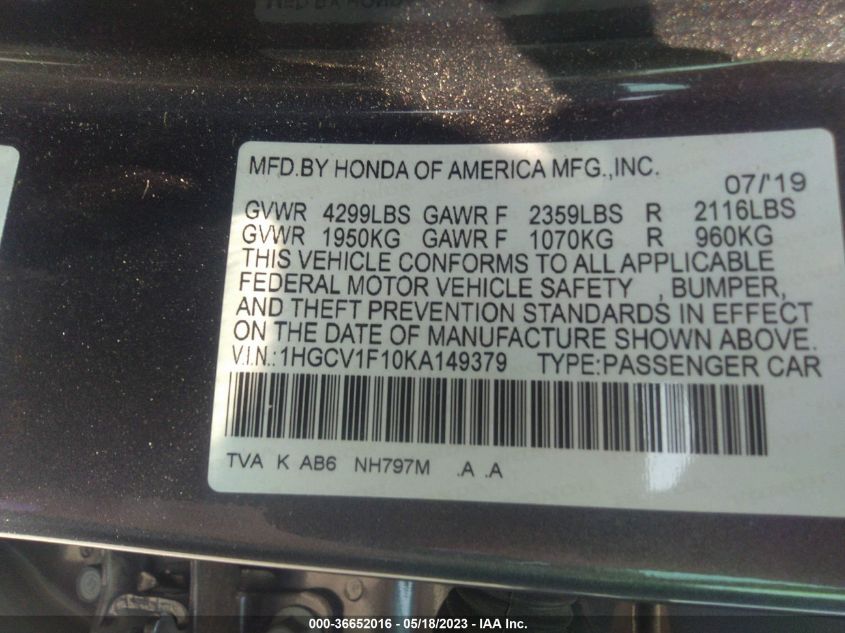 MFD.BY HONDA OF AMERICA MFG.,INC.
07/'19
GVWR 4299LBS GAWR F 2359LBS R 2116LBS
GVWR 1950KG GAWR F 1070KG R 960KG
THIS VEHICLE CONFORMS TO ALL APPLICABLE
FEDERAL MOTOR VEHICLE SAFETY , BUMPER,
AND THEFT PREVENTION STANDARDS IN EFFECT
ON THE DATE OF MANUFACTURE SHOWN ABOVE.
V.I.N.:1HGCV1F10KA149379 TYPE:PASSENGER CAR
TVA K AB6 NH797M .A .A
000-36652016 - 05/18/2023 - IAA Inc.